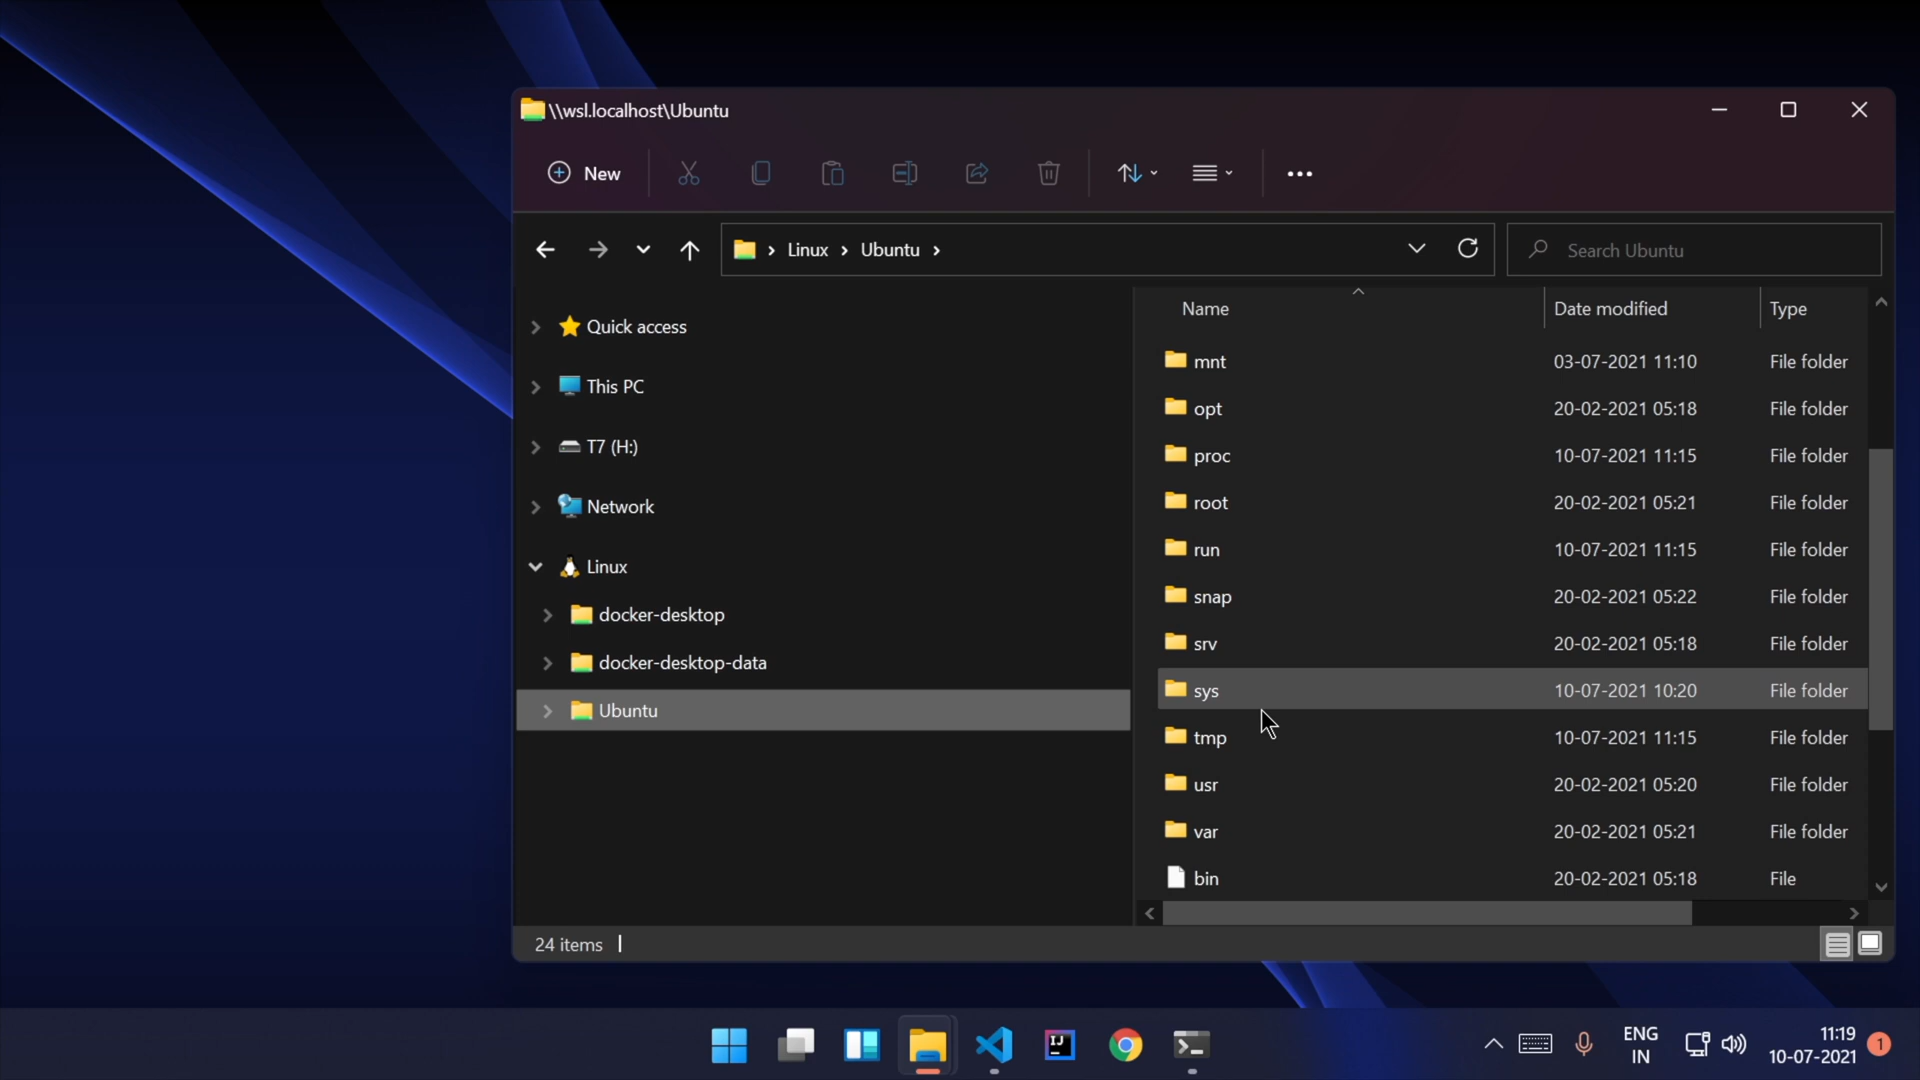 \\wsl.localhost\Ubuntu
New
Linux Ubuntu
Search Ubuntu
Quick access
This PC
T7 (H:)
Network
Linux
docker-desktop
docker-desktop-data
Ubuntu
Name Date modified Type
mnt 03-07-2021 11:10 File folder
opt 20-02-2021 05:18 File folder
proc 10-07-2021 11:15 File folder
root 20-02-2021 05:21 File folder
run 10-07-2021 11:15 File folder
snap 20-02-2021 05:22 File folder
srv 20-02-2021 05:18 File folder
sys 10-07-2021 10:20 File folder
tmp 10-07-2021 11:15 File folder
usr 20-02-2021 05:20 File folder
var 20-02-2021 05:21 File folder
bin 20-02-2021 05:18 File
24 items
IJ
ENG
IN
11:19
10-07-2021
1